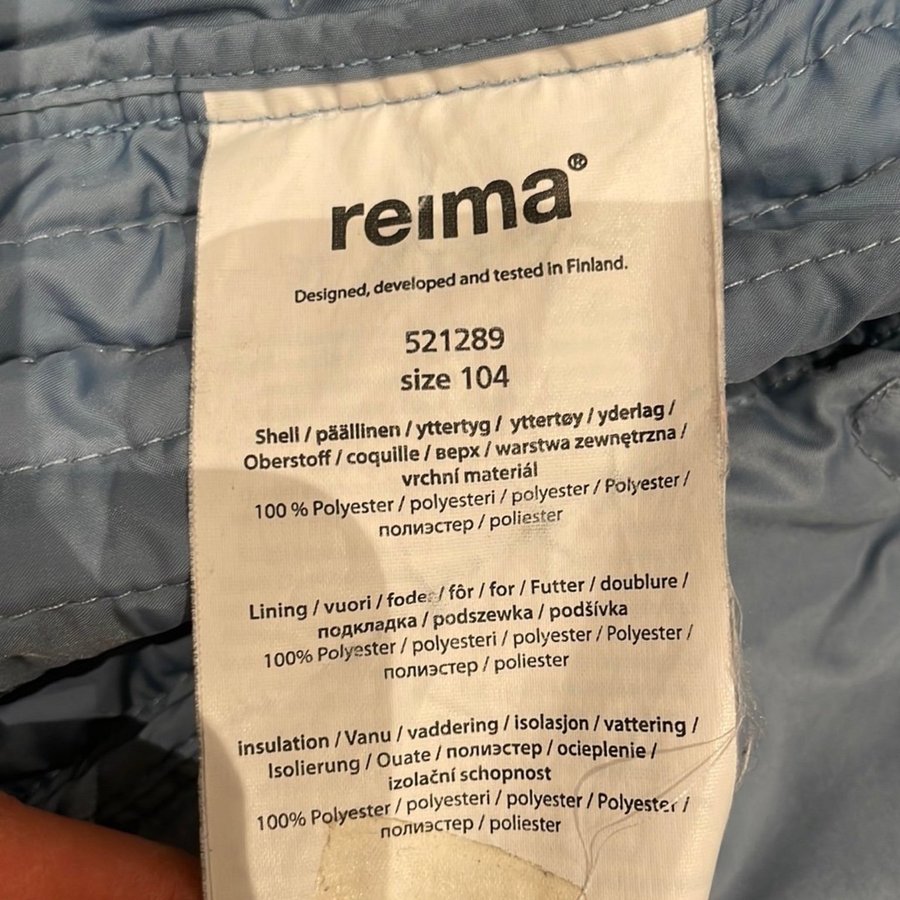 reima®
Designed, developed and tested in Finland.
521289
size 104
Shell / päällinen / yttertyg / yttertøy / yderlag /
Oberstoff / coquille / верх / warstwa zewnętrzna /
vrchní materiál
100 % Polyester / polyesteri / polyester / Polyester /
полиэстер / poliester
Lining / vuori / foder / fôr / for / Futter / doublure /
подкладка / podszewka / podšívka
100% Polyester / polyesteri / polyester / Polyester /
полиэстер / poliester
insulation / Vanu / vaddering / isolasjon / vattering /
Isolierung / Ouate / полиэстер / ocieplenie /
izolační schopnost
100% Polyester / polyesteri / polyester / Polyester /
полиэстер / poliester